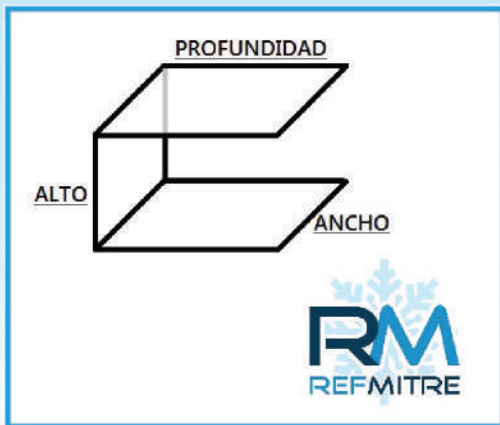 PROFUNDIDAD
ALTO
ANCHO
RM
REFMITRE